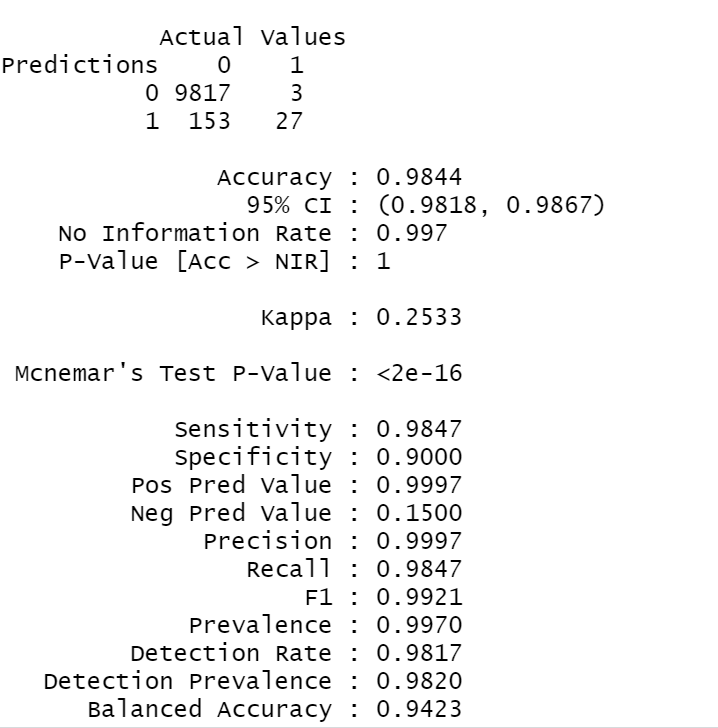 Actual Values
Predictions 0 1
0 9817 3
1 153 27
Accuracy : 0.9844
95% CI : (0.9818, 0.9867)
No Information Rate : 0.997
P-Value [Acc > NIR] : 1
Kappa : 0.2533
Mcnemar's Test P-Value : <2e-16
Sensitivity : 0.9847
Specificity : 0.9000
Pos Pred Value : 0.9997
Neg Pred Value : 0.1500
Precision : 0.9997
Recall : 0.9847
F1 : 0.9921
Prevalence : 0.9970
Detection Rate : 0.9817
Detection Prevalence : 0.9820
Balanced Accuracy : 0.9423